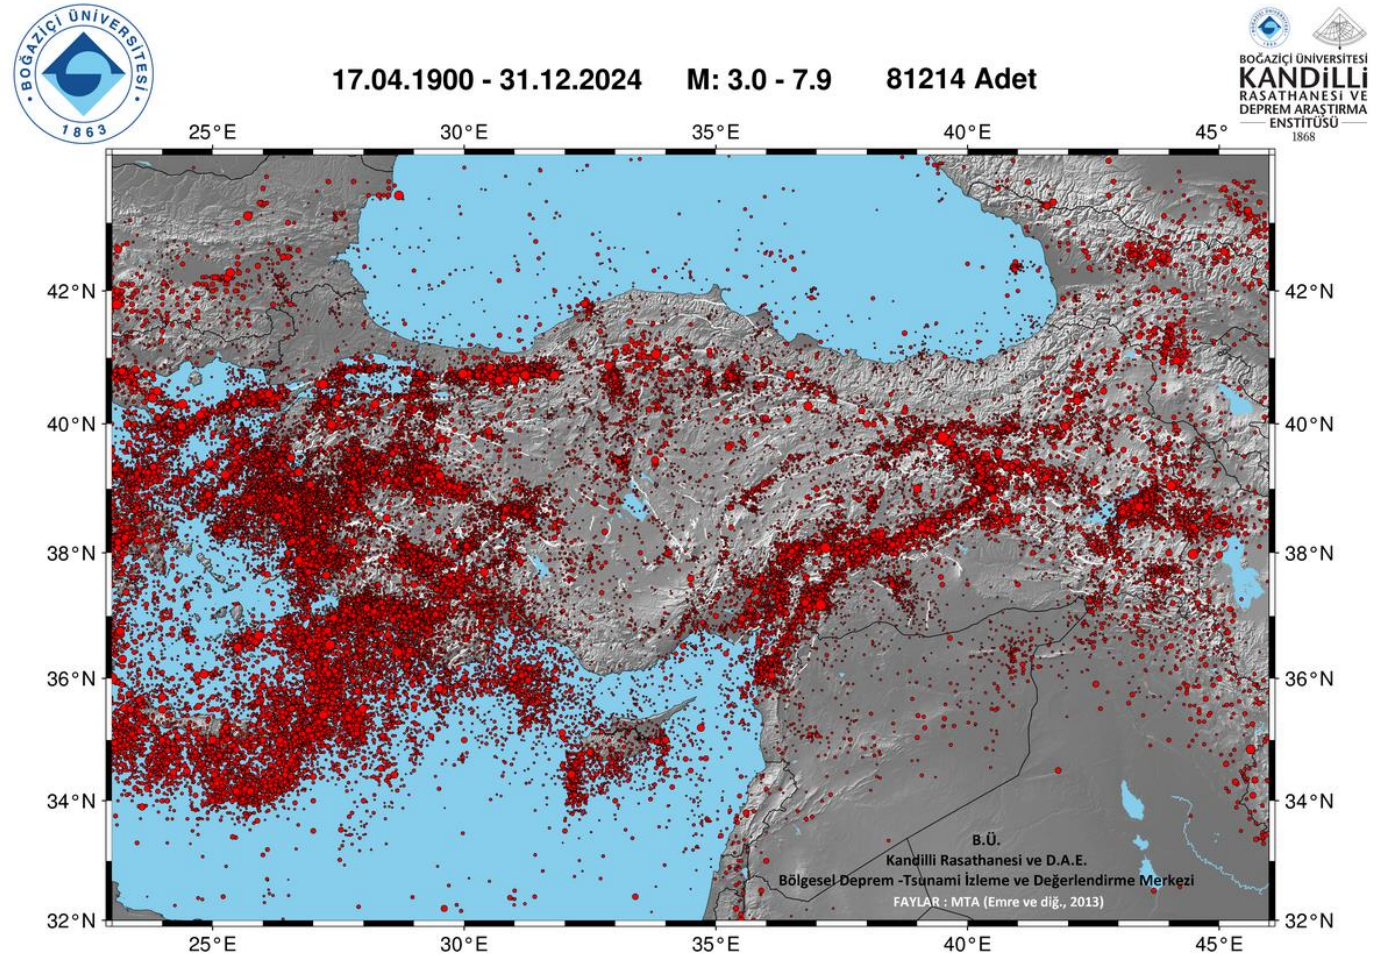 BOĞAZİÇİ ÜNİVERSİTESİ
1863
17.04.1900 - 31.12.2024 M: 3.0 - 7.9 81214 Adet
BOĞAZİÇİ ÜNİVERSİTESİ
KANDİLLİ
RASATHANESİ VE
DEPREM ARAŞTIRMA
ENSTİTÜSÜ
1868
25°E 30°E 35°E 40°E 45°
42°N 42°N
40°N 40°N
38°N 38°N
36°N 36°N
34°N 34°N
32°N 32°N
B.Ü.
Kandilli Rasathanesi ve D.A.E.
Bölgesel Deprem -Tsunami İzleme ve Değerlendirme Merkezi
FAYLAR : MTA (Emre ve diğ., 2013)
25°E 30°E 35°E 40°E 45°E